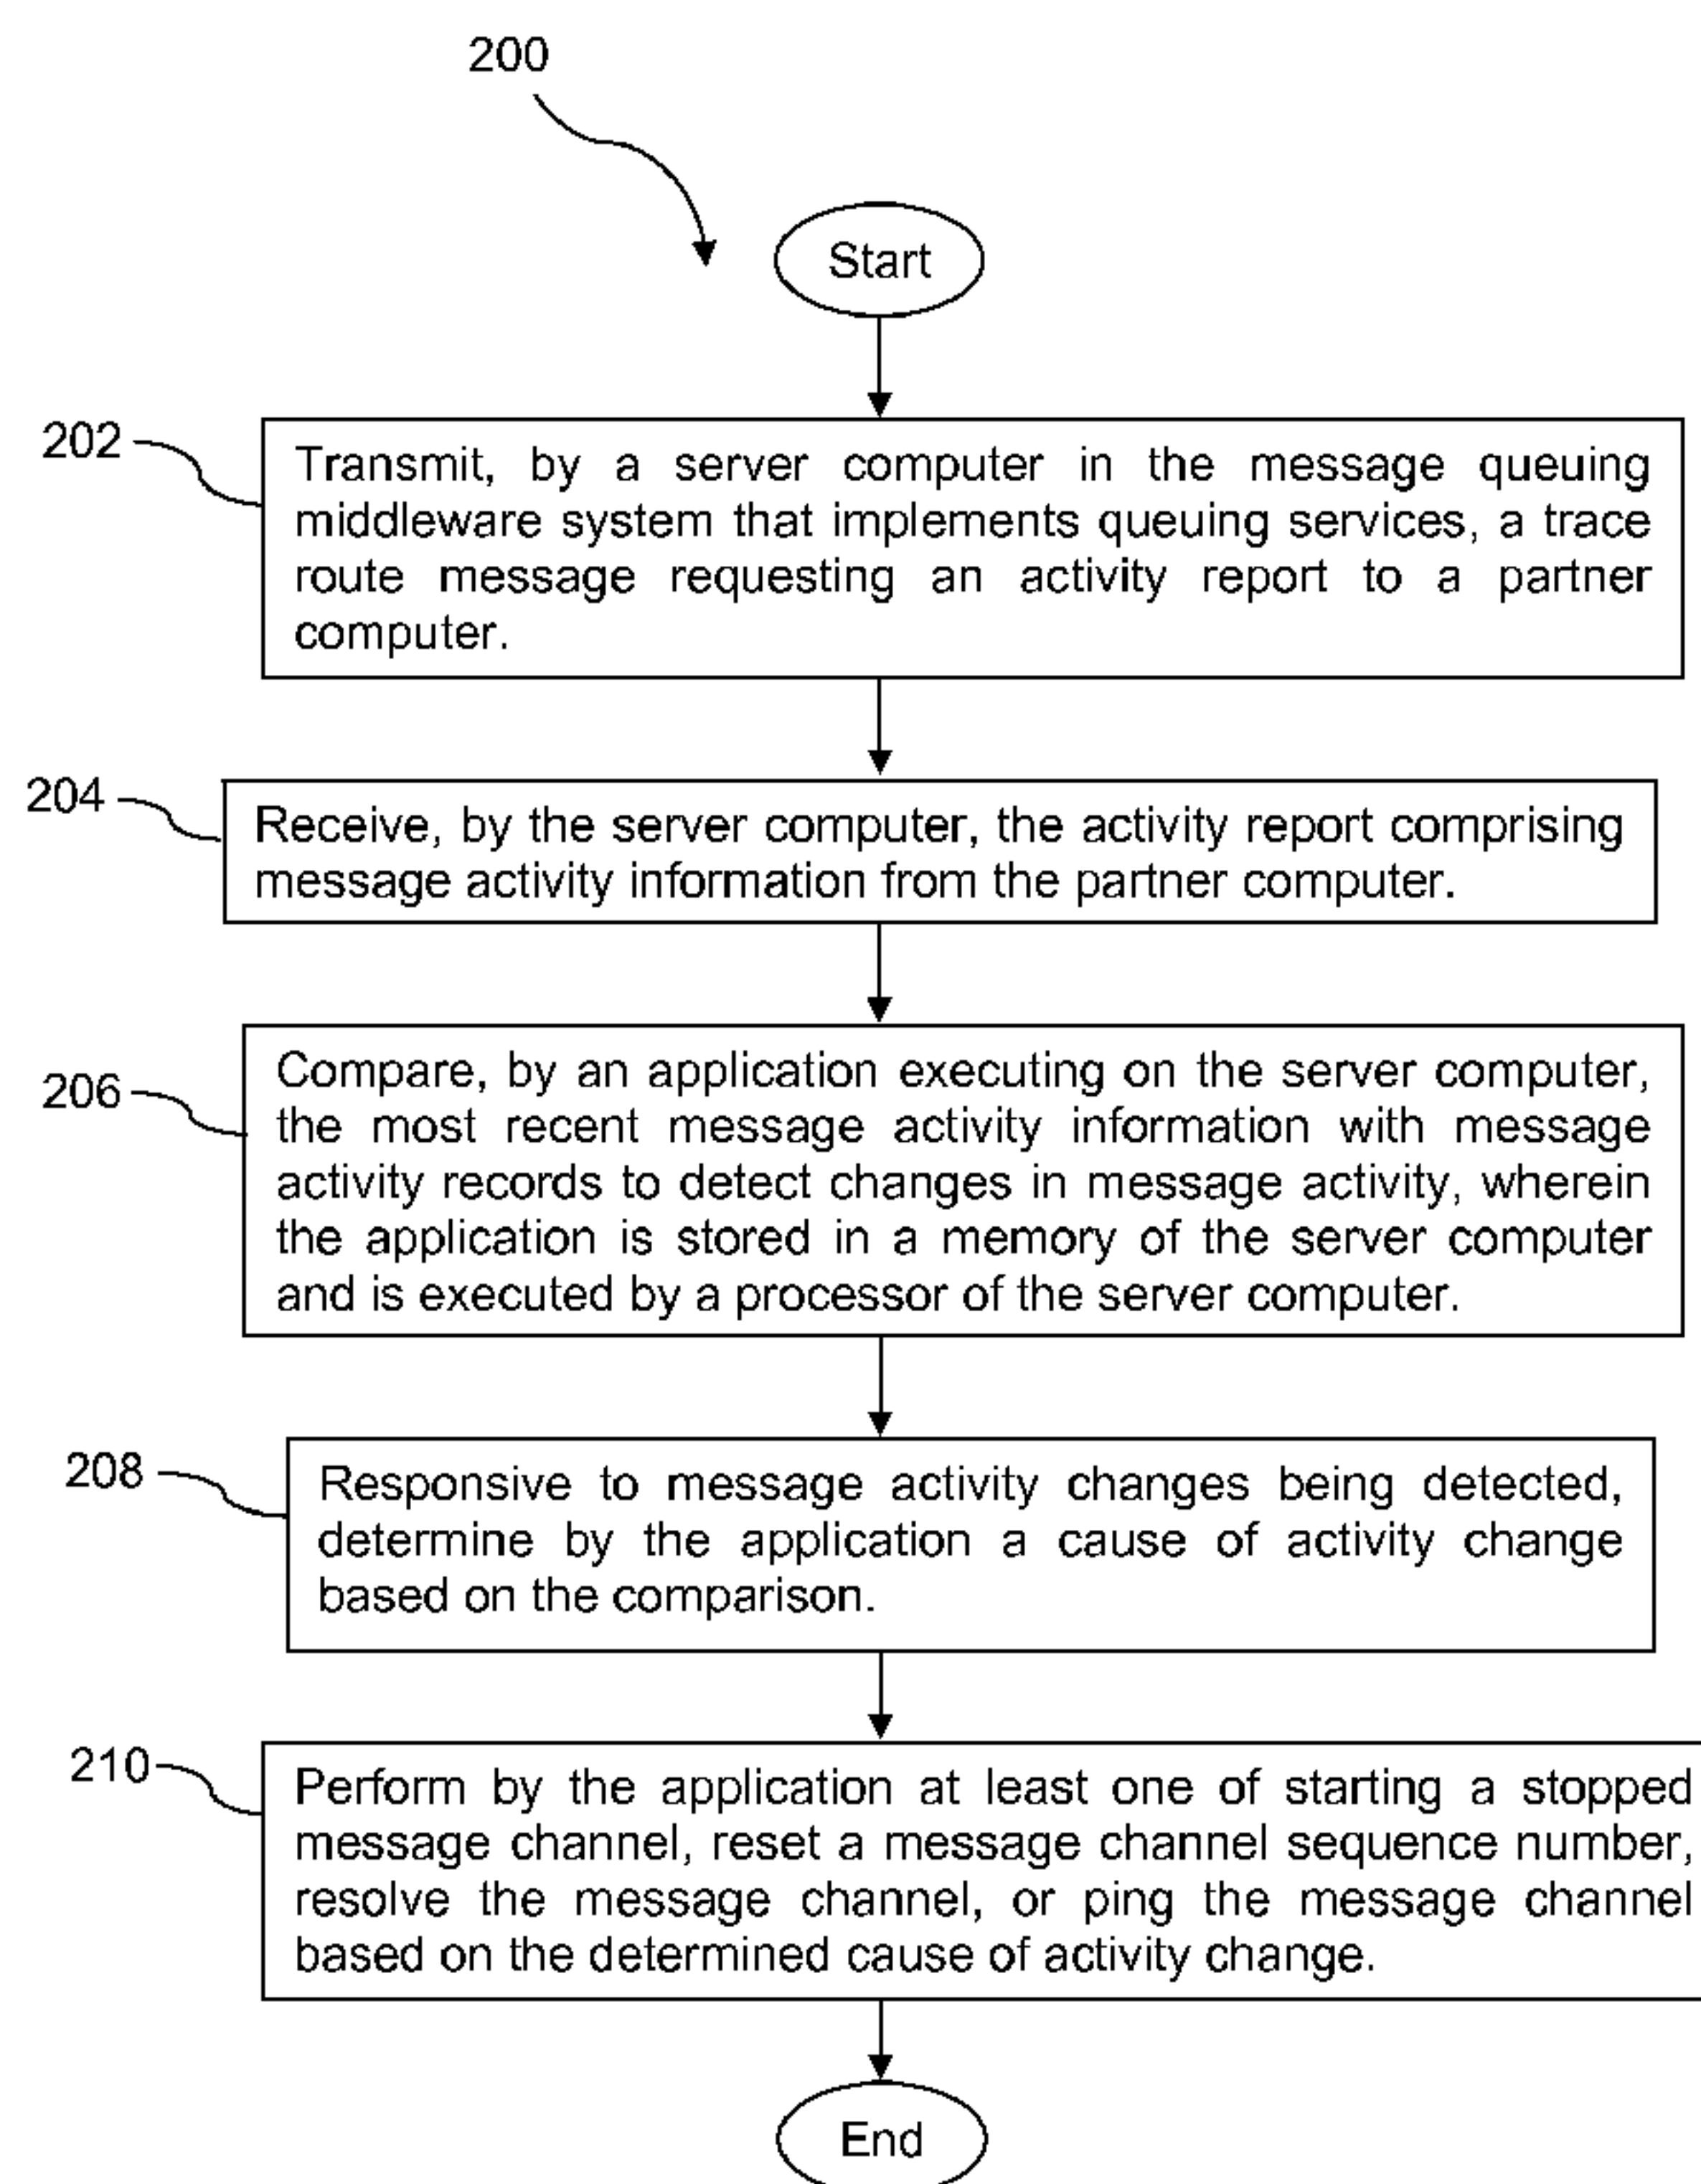 200
Start
202
Transmit, by a server computer in the message queuing
middleware system that implements queuing services, a trace
route message requesting an activity report to a partner
computer.
204
Receive, by the server computer, the activity report comprising
message activity information from the partner computer.
206
Compare, by an application executing on the server computer,
the most recent message activity information with message
activity records to detect changes in message activity, wherein
the application is stored in a memory of the server computer
and is executed by a processor of the server computer.
208
Responsive to message activity changes being detected,
determine by the application a cause of activity change
based on the comparison.
210
Perform by the application at least one of starting a stopped
message channel, reset a message channel sequence number,
resolve the message channel, or ping the message channel
based on the determined cause of activity change.
End